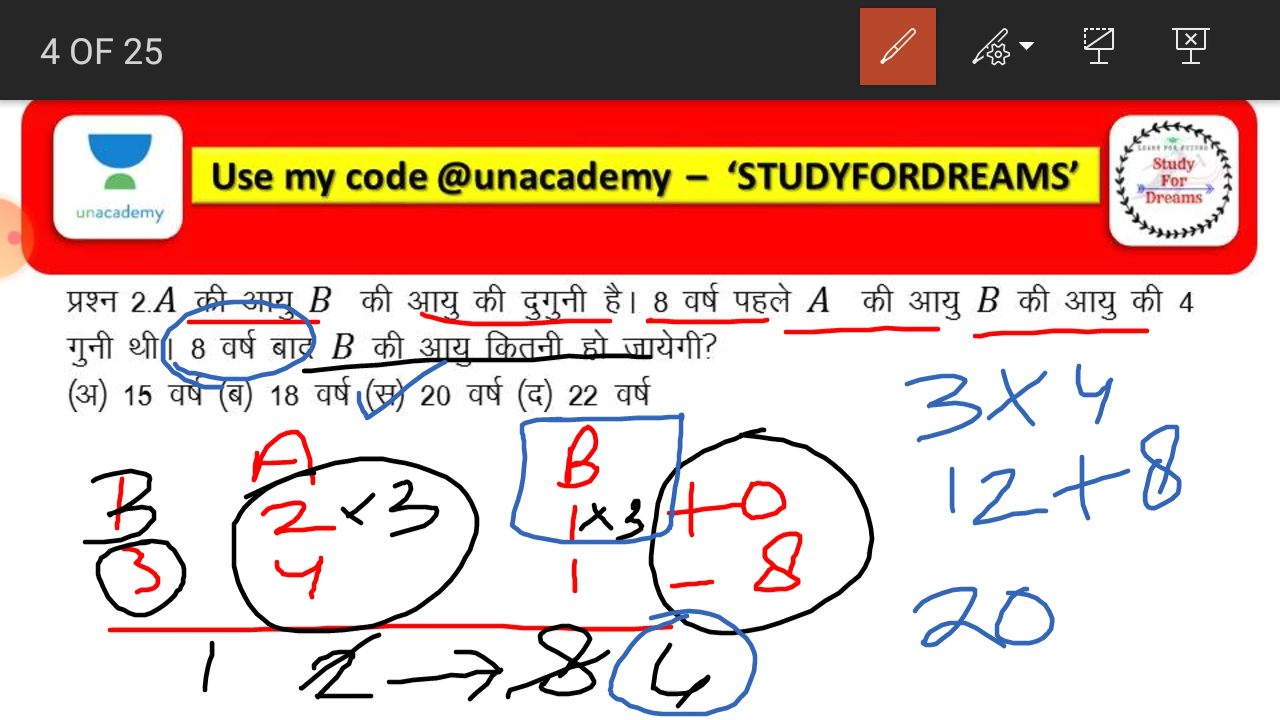 4 OF 25
unacademy
Use my code @unacademy – ‘STUDYFORDREAMS’
Study
For
Dreams
प्रश्न 2.A की आयु B की आयु की दुगुनी है। 8 वर्ष पहले A की आयु B की आयु की 4
गुनी थी। 8 वर्ष बाद B की आयु कितनी हो जायेगी?
(अ) 15 वर्ष (ब) 18 वर्ष (स) 20 वर्ष (द) 22 वर्ष
3 × 4
A B
2 × 3 1 × 3 + 0
12 + 8
3 4 1 – 8
20
1 2 → 8 4